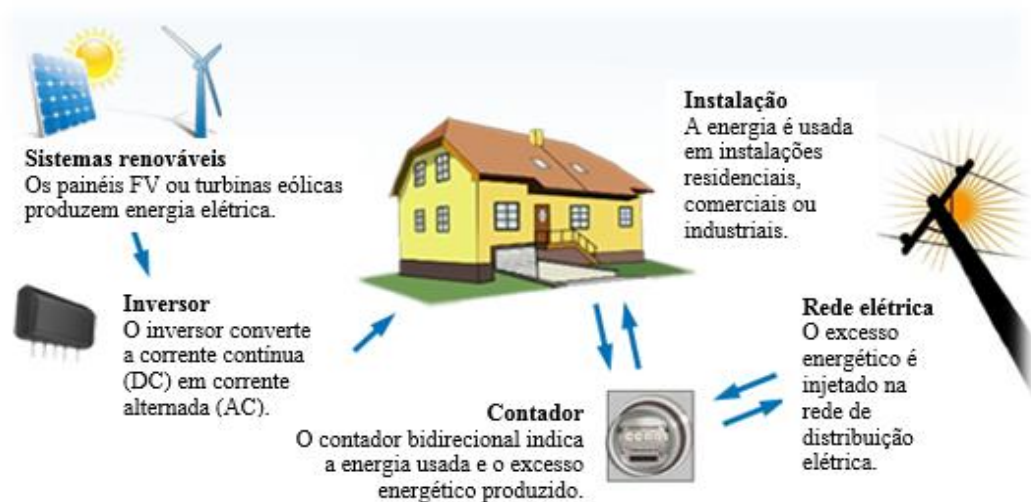 Sistemas renováveis
Os painéis FV ou turbinas eólicas
produzem energia elétrica.
Inversor
O inversor converte
a corrente contínua
(DC) em corrente
alternada (AC).
Instalação
A energia é usada
em instalações
residenciais,
comerciais ou
industriais.
Contador
O contador bidirecional indica
a energia usada e o excesso
energético produzido.
Rede elétrica
O excesso
energético é
injetado na
rede de
distribuição
elétrica.